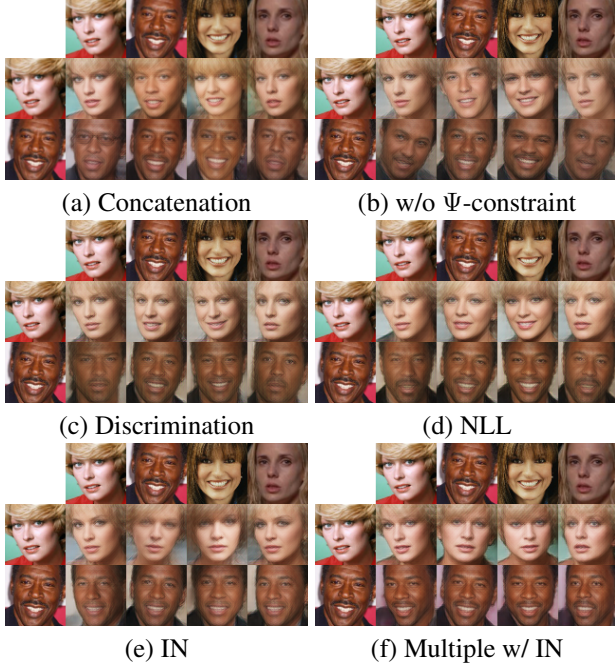 (a) Concatenation
(b) w/o Ψ-constraint
(c) Discrimination
(d) NLL
(e) IN
(f) Multiple w/ IN